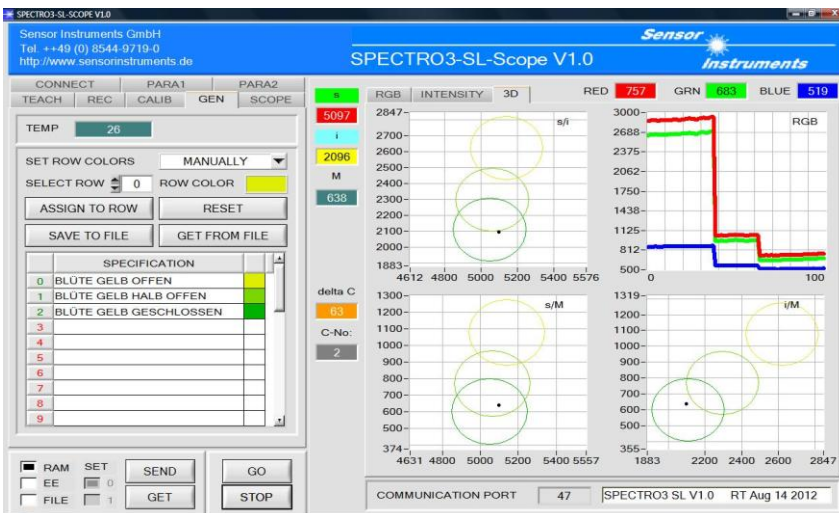 SPECTRO3-SL-SCOPE V1.0
Sensor Instruments GmbH
Tel. ++49 (0) 8544-9719-0
http://www.sensorinstruments.de
SPECTRO3-SL-Scope V1.0
Sensor
Instruments
CONNECT PARA1 PARA2
TEACH REC CALIB GEN SCOPE
TEMP 26
SET ROW COLORS MANUALLY
SELECT ROW 0 ROW COLOR
ASSIGN TO ROW RESET
SAVE TO FILE GET FROM FILE
SPECIFICATION
0 BLÜTE GELB OFFEN
1 BLÜTE GELB HALB OFFEN
2 BLÜTE GELB GESCHLOSSEN
3
4
5
6
7
8
9
RAM SET SEND GO
EE 0
FILE 1 GET STOP
s
5097
i
2096
M
638
delta C
63
C-No:
2
RGB INTENSITY 3D RED 757 GRN 683 BLUE 519
s/i
2847
2700
2600
2500
2400
2300
2200
2100
2000
1883
4612 4800 5000 5200 5400 5576
RGB
3000
2688
2375
2062
1750
1438
1125
812
500
0 100
s/M
1300
1200
1100
1000
900
800
700
600
500
374
4631 4800 5000 5200 5400 5557
i/M
1319
1200
1100
1000
900
800
700
600
500
355
1883 2200 2400 2600 2847
COMMUNICATION PORT 47 SPECTRO3 SL V1.0 RT Aug 14 2012